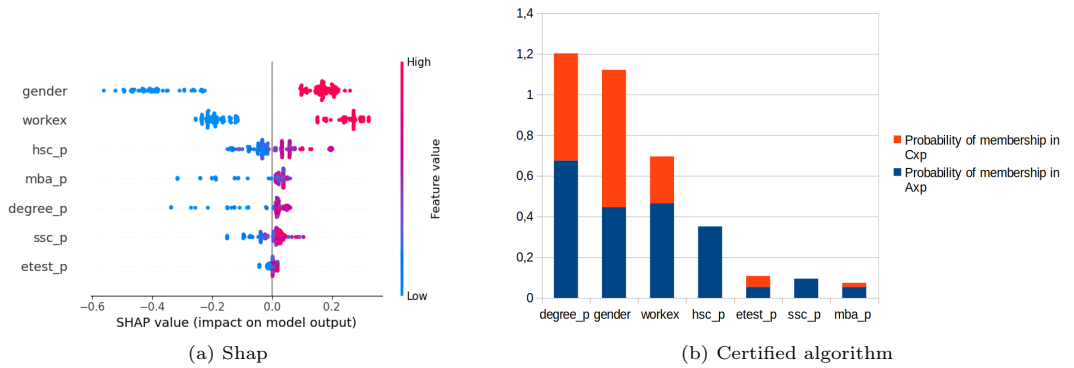 gender
workex
hsc_p
mba_p
degree_p
ssc_p
etest_p
−0.6 −0.4 −0.2 0.0 0.2
SHAP value (impact on model output)
High
Feature value
Low
(a) Shap
1,4
1,2
1
0,8
0,6
0,4
0,2
0
degree_p gender workex hsc_p etest_p ssc_p mba_p
Probability of membership in
Cxp
Probability of membership in
Axp
(b) Certified algorithm